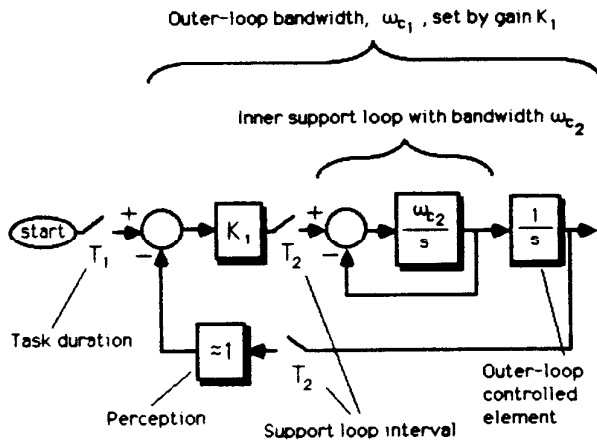 Outer-loop bandwidth, ω_c1 , set by gain K_1
Inner support loop with bandwidth ω_c2
start
T_1
+
−
K_1
T_2
+
−
ω_c2
s
1
s
Task duration
≈1
T_2
Perception
Support loop interval
Outer-loop
controlled
element